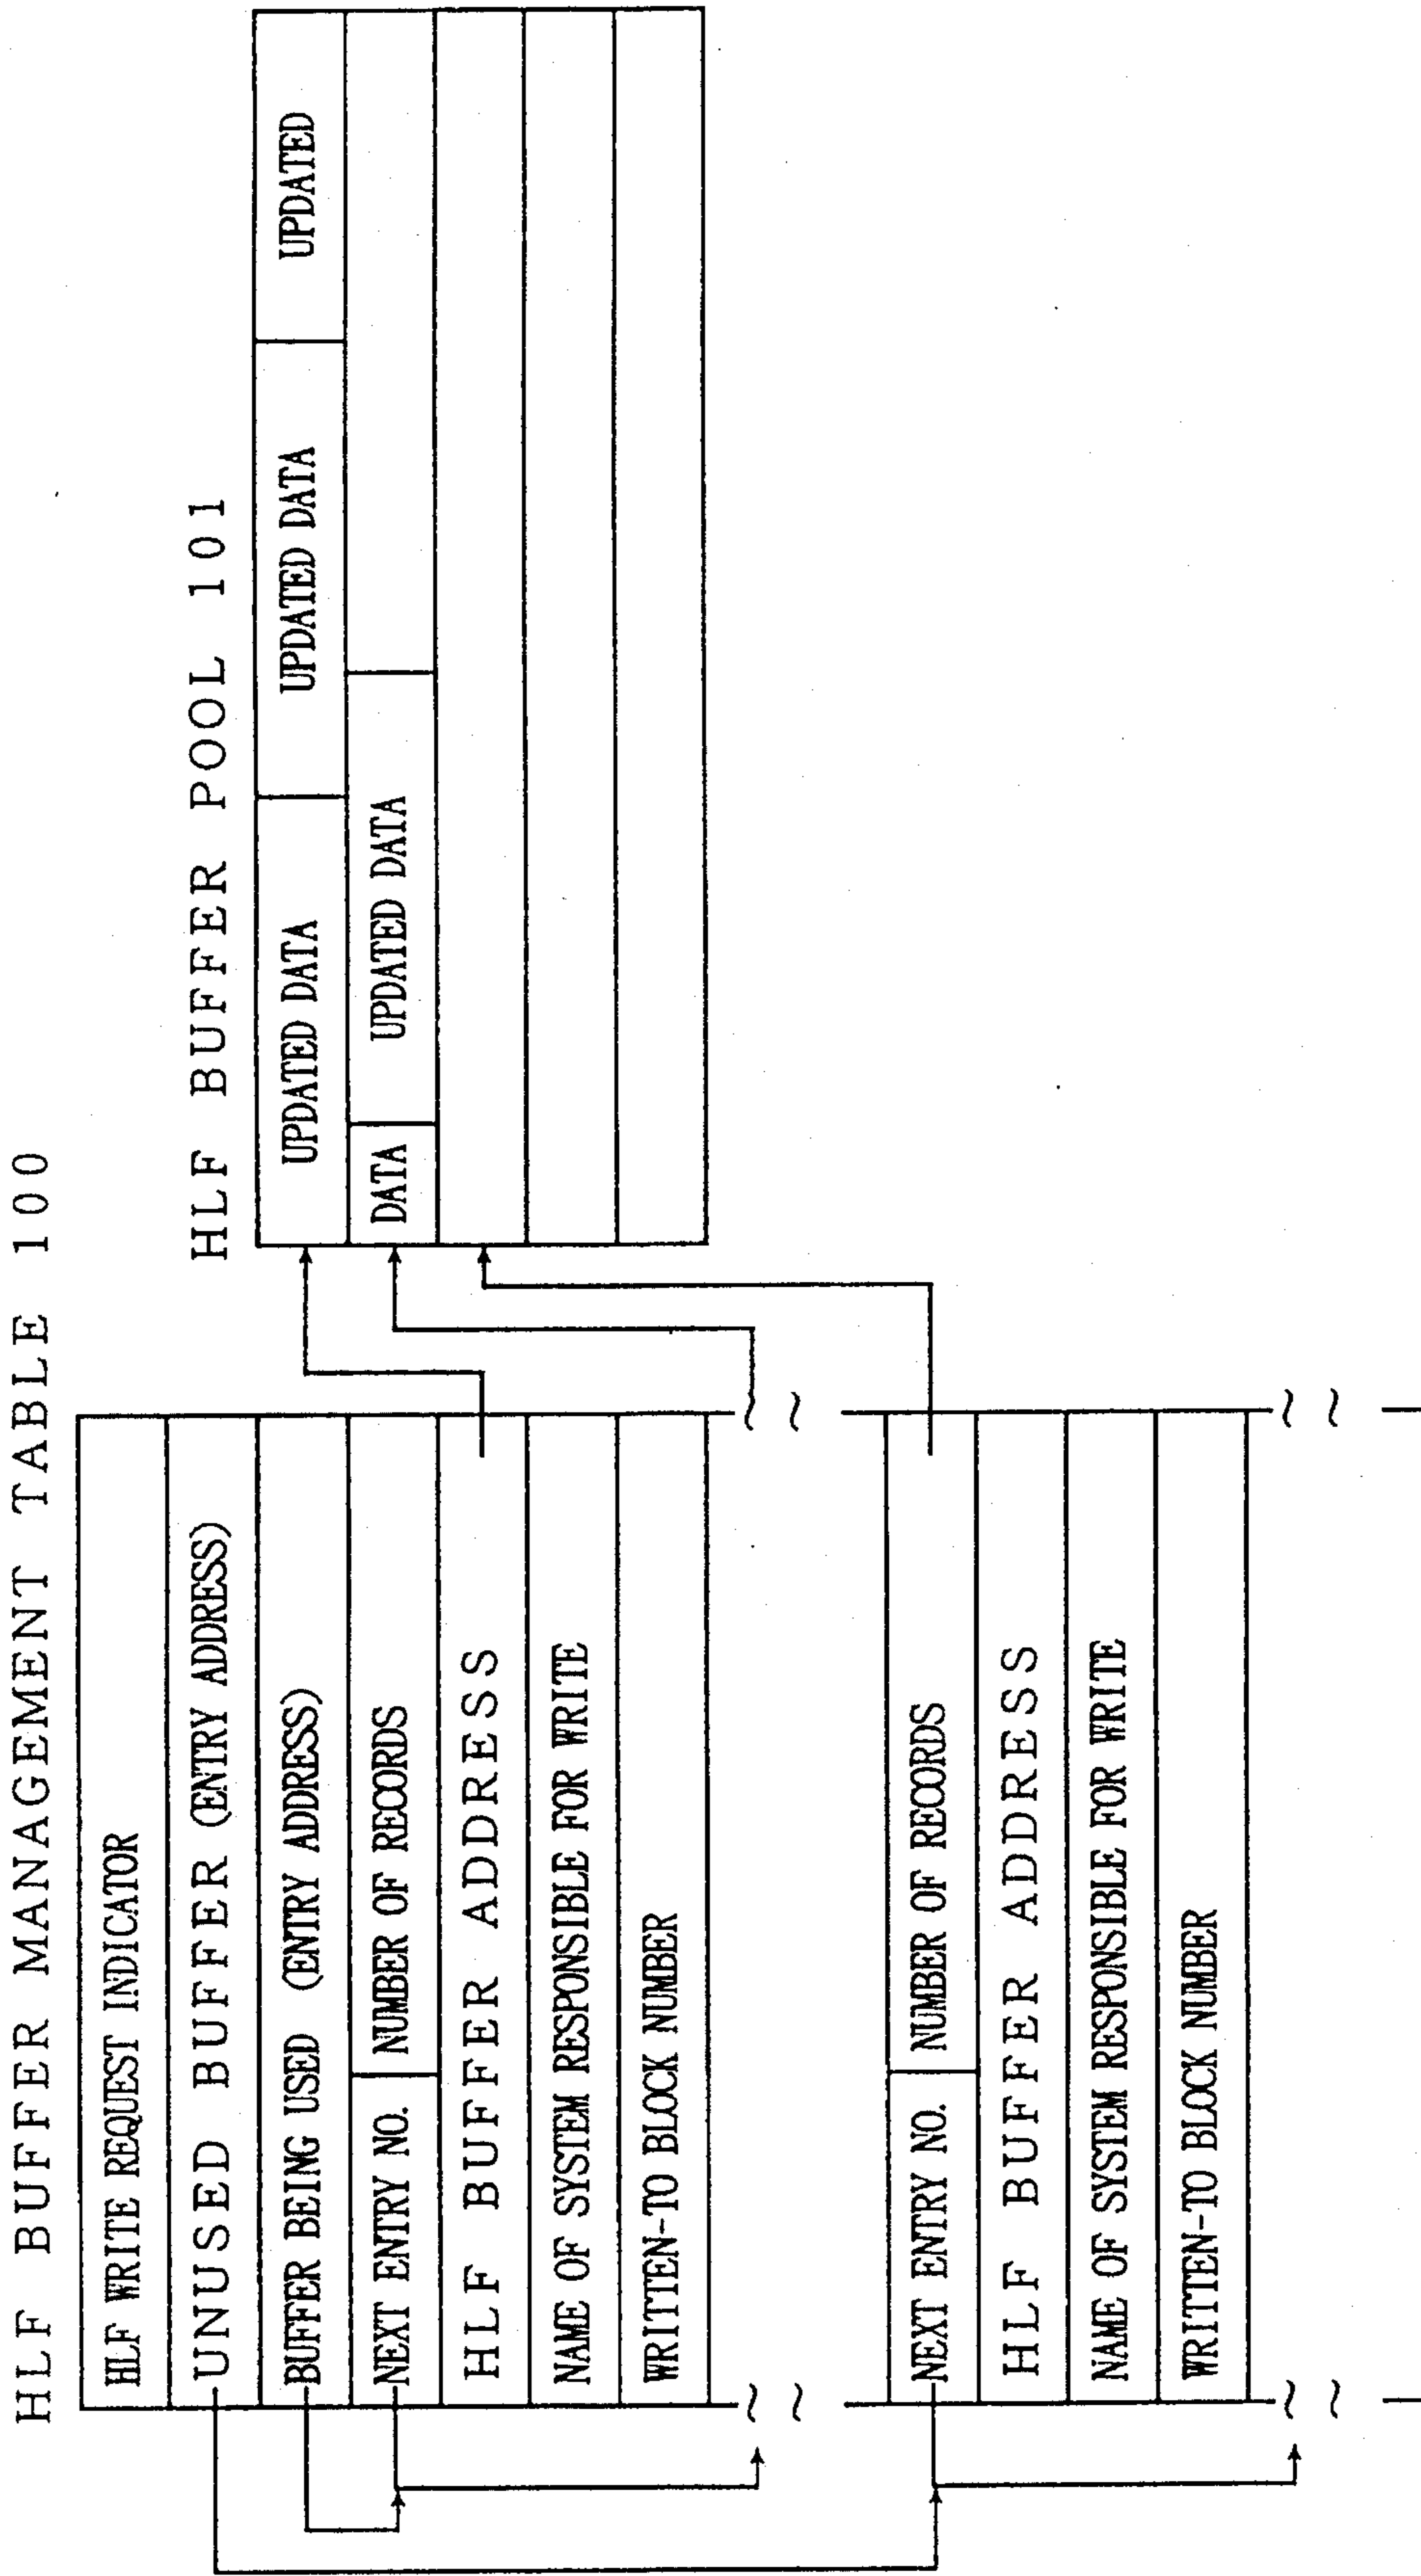 HLF BUFFER MANAGEMENT TABLE 100
HLF WRITE REQUEST INDICATOR
UNUSED BUFFER (ENTRY ADDRESS)
BUFFER BEING USED (ENTRY ADDRESS)
NEXT ENTRY NO. NUMBER OF RECORDS
HLF BUFFER ADDRESS
NAME OF SYSTEM RESPONSIBLE FOR WRITE
WRITTEN-TO BLOCK NUMBER
NEXT ENTRY NO. NUMBER OF RECORDS
HLF BUFFER ADDRESS
NAME OF SYSTEM RESPONSIBLE FOR WRITE
WRITTEN-TO BLOCK NUMBER
HLF BUFFER POOL 101
UPDATED DATA UPDATED DATA UPDATED
DATA UPDATED DATA